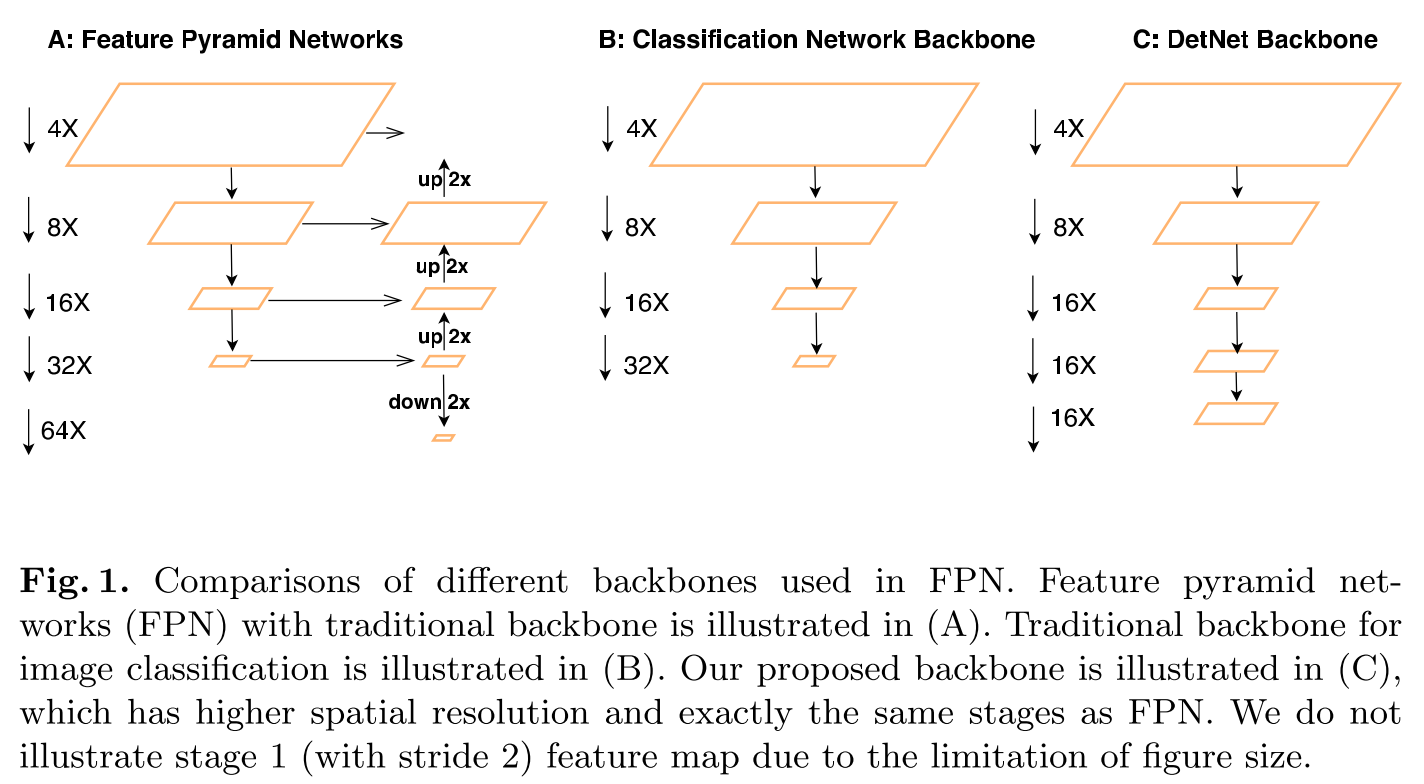 A: Feature Pyramid Networks
B: Classification Network Backbone
C: DetNet Backbone
4X
up 2x
8X
up 2x
16X
up 2x
32X
down 2x
64X
4X
8X
16X
32X
4X
8X
16X
16X
16X
Fig. 1. Comparisons of different backbones used in FPN. Feature pyramid net-
works (FPN) with traditional backbone is illustrated in (A). Traditional backbone for
image classification is illustrated in (B). Our proposed backbone is illustrated in (C),
which has higher spatial resolution and exactly the same stages as FPN. We do not
illustrate stage 1 (with stride 2) feature map due to the limitation of figure size.